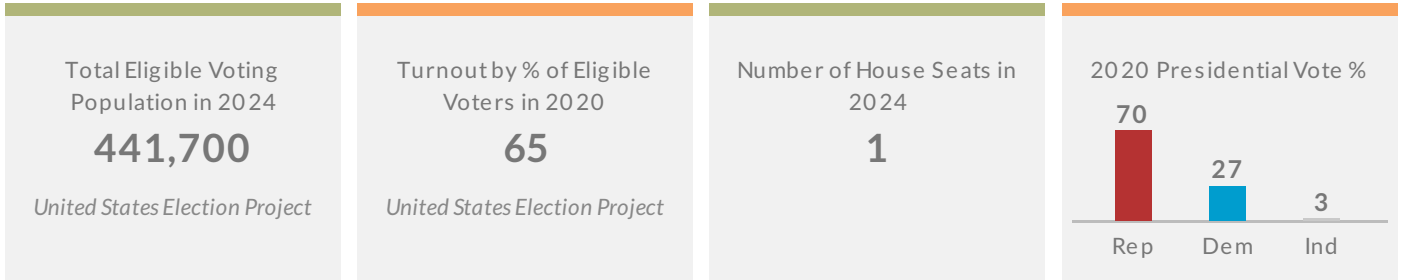 Total Eligible Voting
Population in 2024
441,700
United States Election Project
Turnout by % of Eligible
Voters in 2020
65
United States Election Project
Number of House Seats in
2024
1
2020 Presidential Vote %
70
27
3
Rep Dem Ind